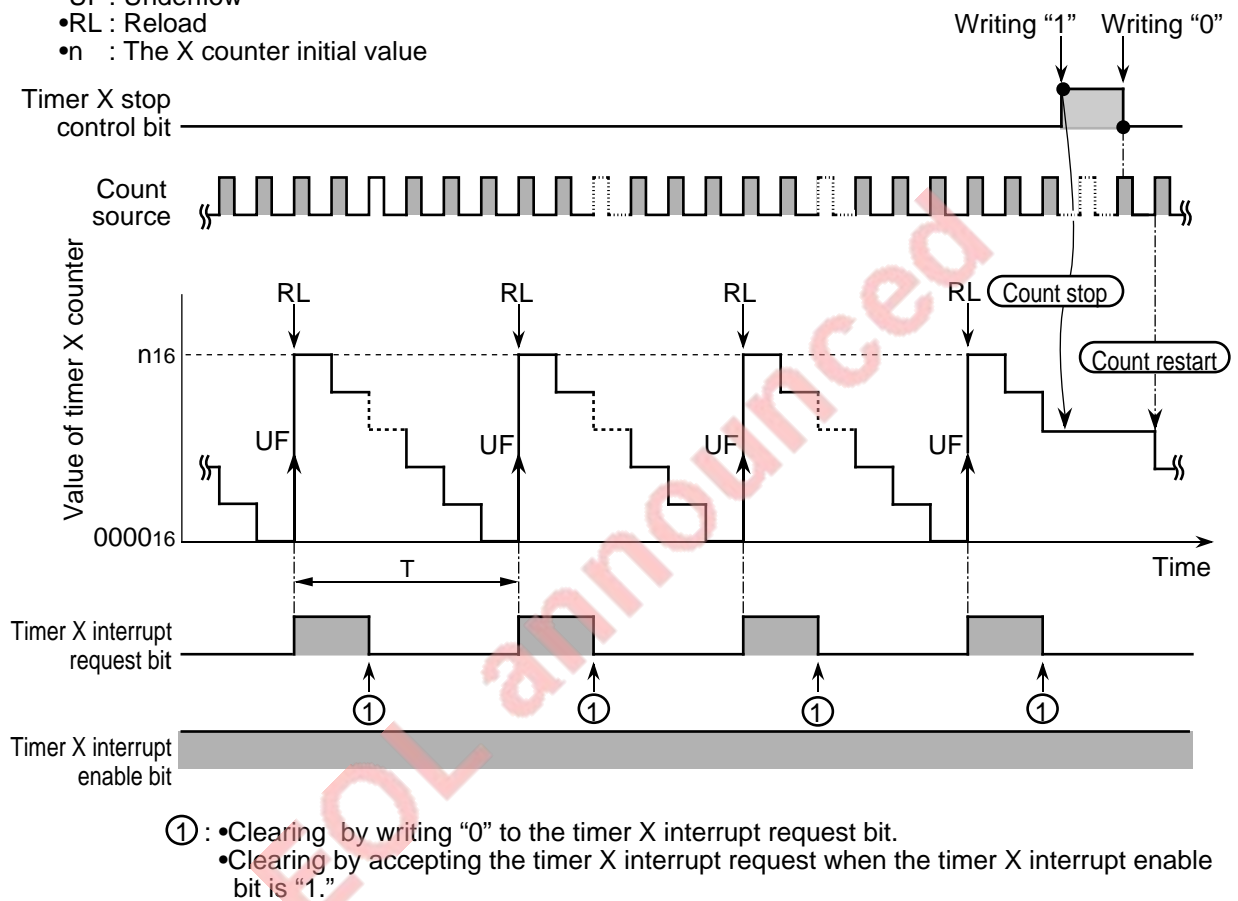 UF : Underflow
•RL : Reload
•n : The X counter initial value
Writing “1” Writing “0”
Timer X stop
control bit
Count
source
Value of timer X counter
RL RL RL RL
Count stop
n16
Count restart
UF UF UF UF
000016
T
Time
Timer X interrupt
request bit
1 1 1 1
Timer X interrupt
enable bit
1 : •Clearing by writing “0” to the timer X interrupt request bit.
•Clearing by accepting the timer X interrupt request when the timer X interrupt enable
bit is “1.”
EOL announced